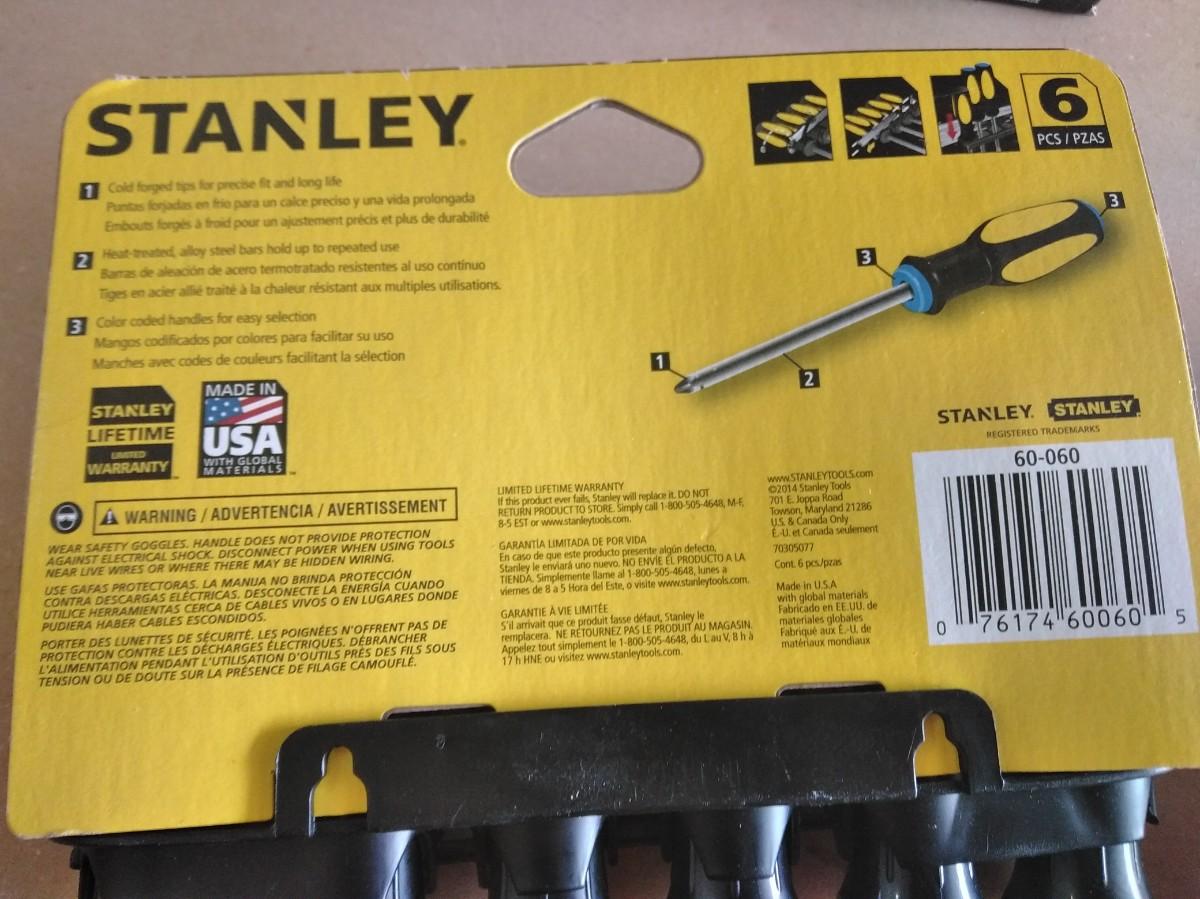 STANLEY®
6
PCS / PZAS
1 Cold forged tips for precise fit and long life
Puntas forjadas en frío para un calce preciso y una vida prolongada
Embouts forgés à froid pour un ajustement précis et plus de durabilité
2 Heat-treated, alloy steel bars hold up to repeated use
Barras de aleación de acero termotratado resistentes al uso contínuo
Tiges en acier allié traité à la chaleur résistant aux multiples utilisations.
3 Color coded handles for easy selection
Mangos codificados por colores para facilitar su uso
Manches avec codes de couleurs facilitant la sélection
3
3
1
2
STANLEY
LIFETIME
LIMITED
WARRANTY™
MADE IN
USA
WITH GLOBAL
MATERIALS™
WARNING / ADVERTENCIA / AVERTISSEMENT
WEAR SAFETY GOGGLES. HANDLE DOES NOT PROVIDE PROTECTION
AGAINST ELECTRICAL SHOCK. DISCONNECT POWER WHEN USING TOOLS
NEAR LIVE WIRES OR WHERE THERE MAY BE HIDDEN WIRING.
USE GAFAS PROTECTORAS. LA MANIJA NO BRINDA PROTECCIÓN
CONTRA DESCARGAS ELÉCTRICAS. DESCONECTE LA ENERGÍA CUANDO
UTILICE HERRAMIENTAS CERCA DE CABLES VIVOS O EN LUGARES DONDE
PUDIERA HABER CABLES ESCONDIDOS.
PORTER DES LUNETTES DE SÉCURITÉ. LES POIGNÉES N'OFFRENT PAS DE
PROTECTION CONTRE LES DÉCHARGES ÉLECTRIQUES. DÉBRANCHER
L'ALIMENTATION PENDANT L'UTILISATION D'OUTILS PRÈS DES FILS SOUS
TENSION OU DE DOUTE SUR LA PRÉSENCE DE FILAGE CAMOUFLÉ.
LIMITED LIFETIME WARRANTY
If this product ever fails, Stanley will replace it. DO NOT
RETURN PRODUCT TO STORE. Simply call 1-800-505-4648, M-F,
8-5 EST or www.stanleytools.com.
GARANTÍA LIMITADA DE POR VIDA
En caso de que este producto presente algún defecto,
Stanley le enviará uno nuevo. NO ENVÍE EL PRODUCTO A LA
TIENDA. Simplemente llame al 1-800-505-4648, lunes a
viernes de 8 a 5 Hora del Este, o visite www.stanleytools.com.
GARANTIE À VIE LIMITÉE
S'il arrivait que ce produit fasse défaut, Stanley le
remplacera. NE RETOURNEZ PAS LE PRODUIT AU MAGASIN.
Appelez tout simplement le 1-800-505-4648, du L au V, 8 h à
17 h HNE ou visitez www.stanleytools.com.
www.STANLEYTOOLS.com
©2014 Stanley Tools
701 E. Joppa Road
Towson, Maryland 21286
U.S. & Canada Only
É.-U. et Canada seulement
70305077
Cont. 6 pcs./pzas
Made in U.S.A
with global materials
Fabricado en EE.UU. de
materiales globales
Fabriqué aux É.-U. de
matériaux mondiaux
STANLEY® STANLEY®
REGISTERED TRADEMARKS
60-060
0 76174 60060 5